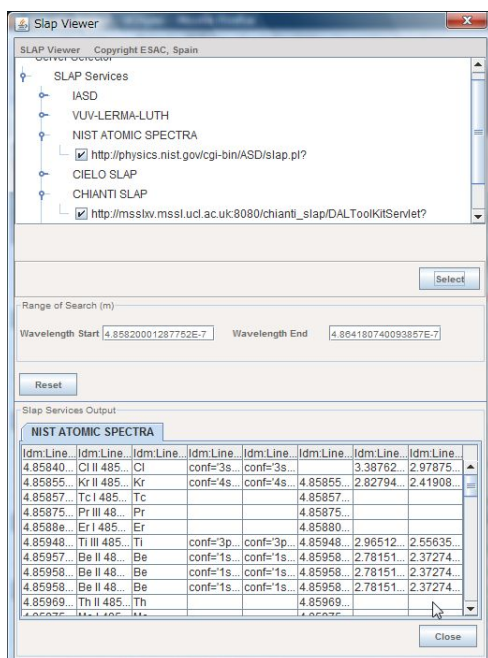 Slap Viewer
SLAP Viewer Copyright ESAC, Spain
Server Selector
SLAP Services
IASD
VUV-LERMA-LUTH
NIST ATOMIC SPECTRA
http://physics.nist.gov/cgi-bin/ASD/slap.pl?
CIELO SLAP
CHIANTI SLAP
http://msslxv.mssl.ucl.ac.uk:8080/chianti_slap/DALToolKitServlet?
Select
Range of Search (m)
Wavelength Start 4.85820001287752E-7 Wavelength End 4.864180740093857E-7
Reset
Slap Services Output
NIST ATOMIC SPECTRA
ldm:Line... ldm:Line... ldm:Line... ldm:Line... ldm:Line... ldm:Line... ldm:Line... ldm:Line...
4.85840... Cl II 485... Cl conf='3s... conf='3s... 3.38762... 2.97875...
4.85855... Kr II 485... Kr conf='4s... conf='4s... 4.85855... 2.82794... 2.41908...
4.85857... Tc I 485... Tc 4.85857...
4.85875... Pr III 48... Pr 4.85875...
4.8588e... Er I 485... Er 4.85880...
4.85948... Ti III 485... Ti conf='3p... conf='3p... 4.85948... 2.96512... 2.55635...
4.85957... Be II 48... Be conf='1s... conf='1s... 4.85958... 2.78151... 2.37274...
4.85958... Be II 48... Be conf='1s... conf='1s... 4.85958... 2.78151... 2.37274...
4.85958... Be II 48... Be conf='1s... conf='1s... 4.85958... 2.78151... 2.37274...
4.85969... Th II 485... Th 4.85969...
Close